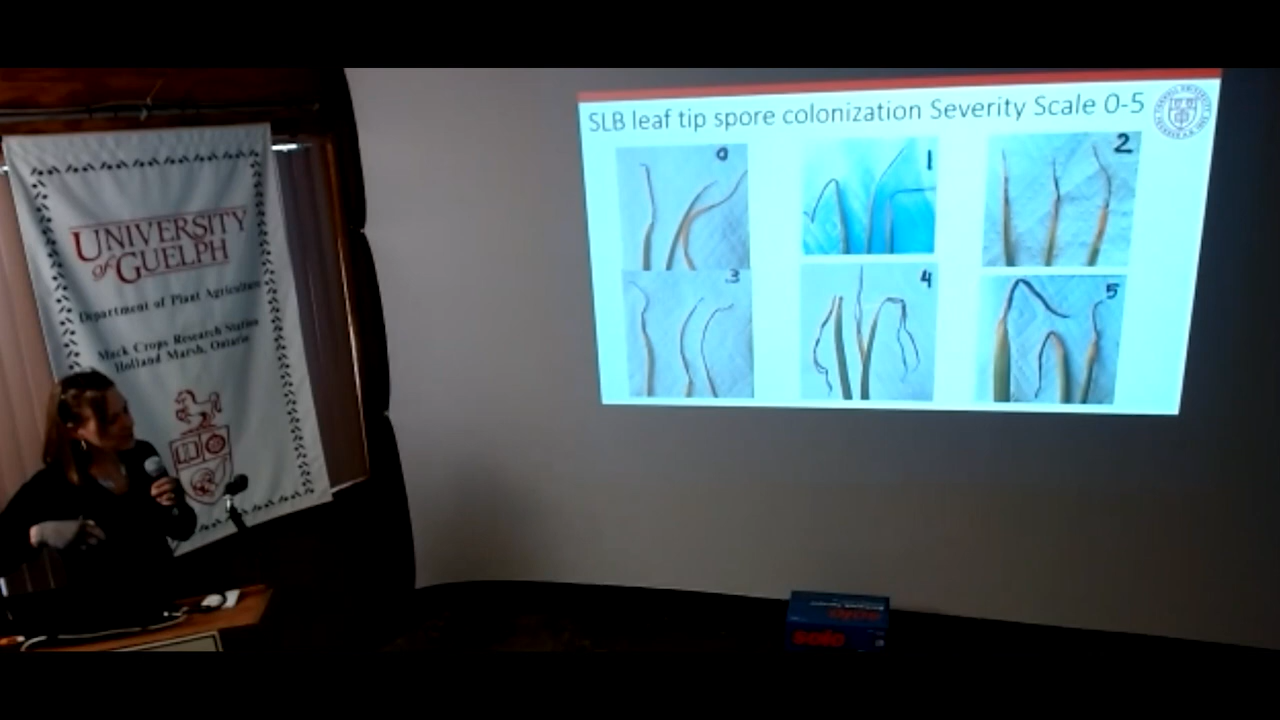 SLB leaf tip spore colonization Severity Scale 0-5
0
1
2
3
4
5
UNIVERSITY
of GUELPH
Department of Plant Agriculture
Muck Crops Research Station
Holland Marsh, Ontario